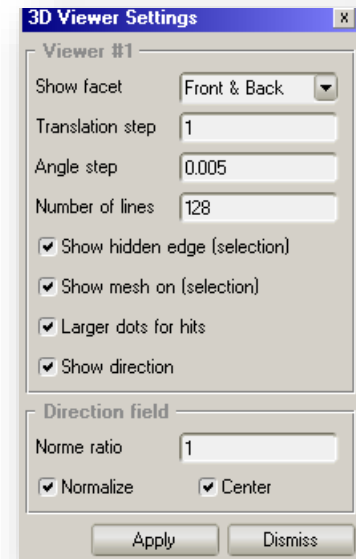 3D Viewer Settings
x
Viewer #1
Show facet Front & Back
Translation step 1
Angle step 0.005
Number of lines 128
Show hidden edge (selection)
Show mesh on (selection)
Larger dots for hits
Show direction
Direction field
Norme ratio 1
Normalize Center
Apply Dismiss